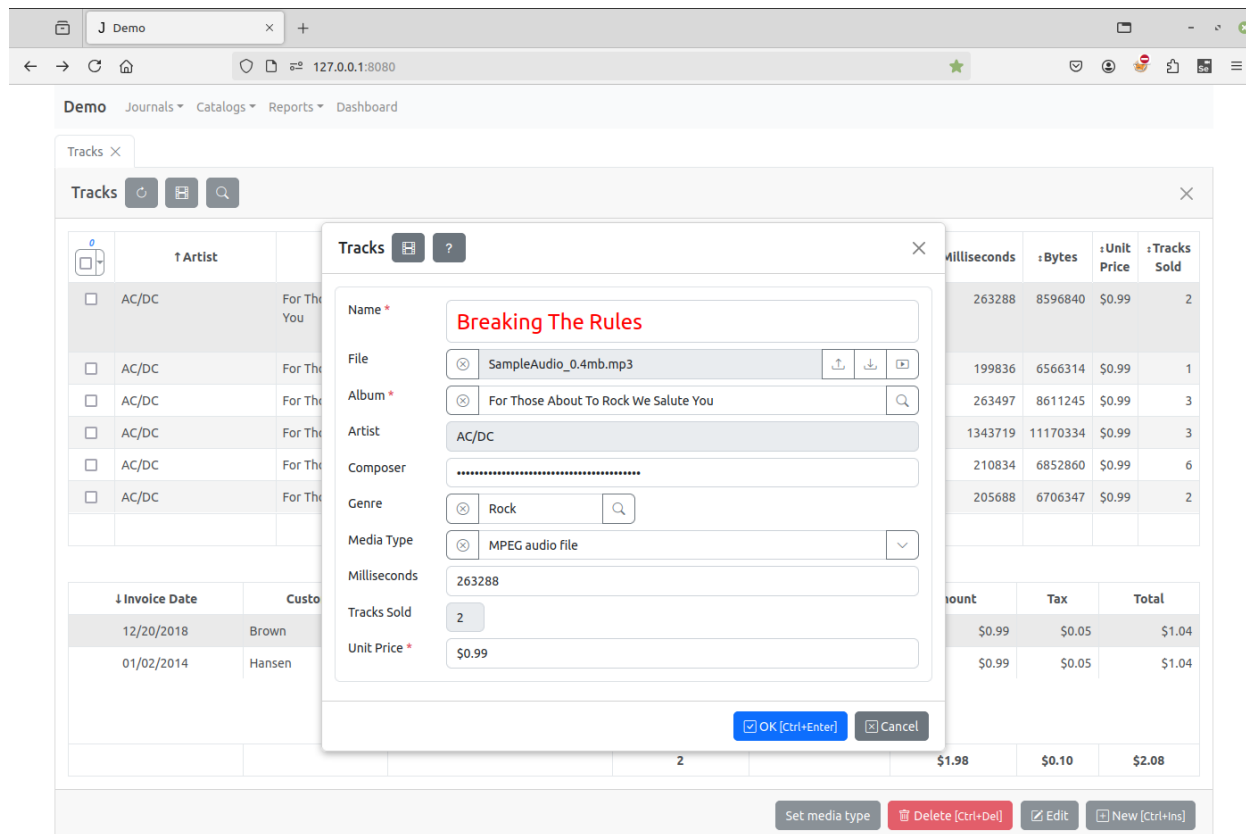 J Demo
127.0.0.1:8080
Demo Journals Catalogs Reports Dashboard
Tracks
Tracks
0 ↑Artist Milliseconds ↕Bytes ↕Unit Price ↕Tracks Sold
AC/DC For Tho You 263288 8596840 $0.99 2
AC/DC For Tho 199836 6566314 $0.99 1
AC/DC For Tho 263497 8611245 $0.99 3
AC/DC For Tho 1343719 11170334 $0.99 3
AC/DC For Tho 210834 6852860 $0.99 6
AC/DC For Tho 205688 6706347 $0.99 2
Tracks ?
Name * Breaking The Rules
File SampleAudio_0.4mb.mp3
Album * For Those About To Rock We Salute You
Artist AC/DC
Composer ••••••••••••••••••••••••••••••••••••••••
Genre Rock
Media Type MPEG audio file
Milliseconds 263288
Tracks Sold 2
Unit Price * $0.99
OK [Ctrl+Enter] Cancel
↓Invoice Date Custo nount Tax Total
12/20/2018 Brown $0.99 $0.05 $1.04
01/02/2014 Hansen $0.99 $0.05 $1.04
2 $1.98 $0.10 $2.08
Set media type Delete [Ctrl+Del] Edit New [Ctrl+Ins]